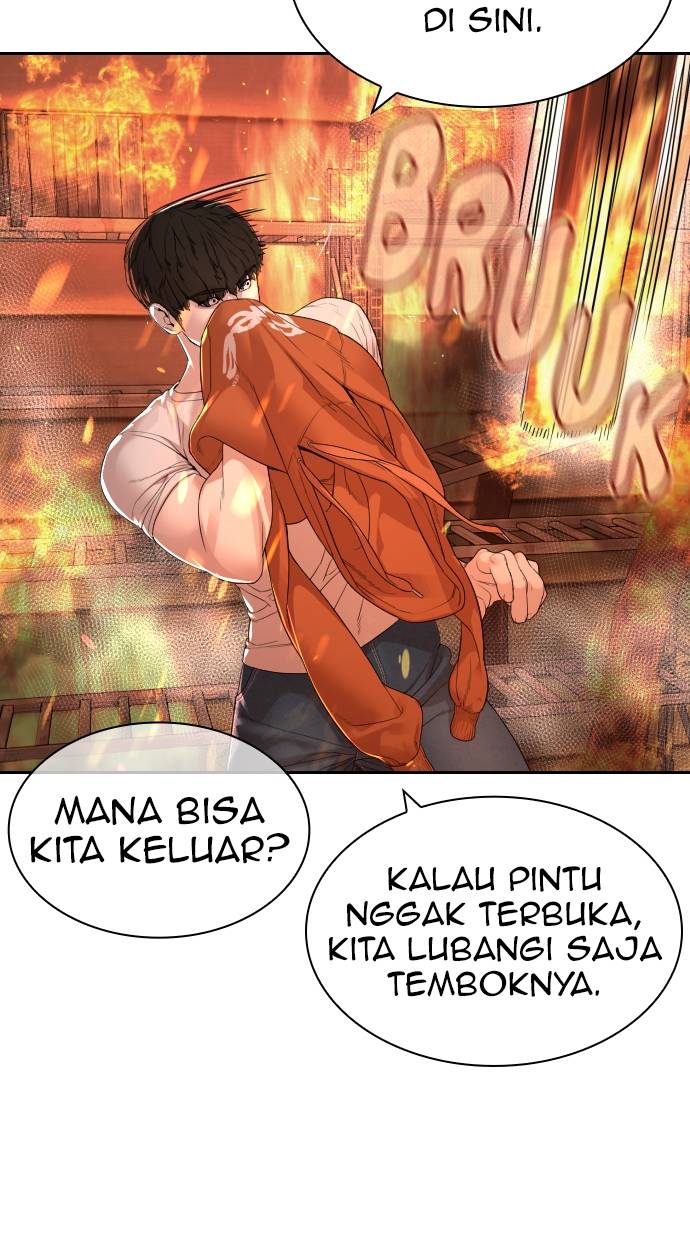 DI SINI.
BRUUK
MANA BISA
KITA KELUAR?
KALAU PINTU
NGGAK TERBUKA,
KITA LUBANGI SAJA
TEMBOKNYA.